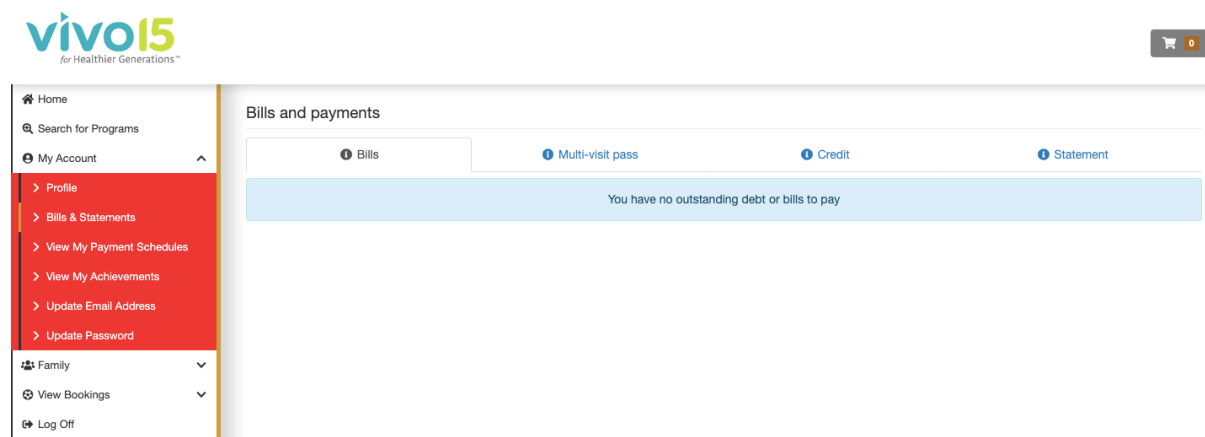 vivo15
for Healthier Generations™
0
Home
Search for Programs
My Account
Profile
Bills & Statements
View My Payment Schedules
View My Achievements
Update Email Address
Update Password
Family
View Bookings
Log Off
Bills and payments
Bills
Multi-visit pass
Credit
Statement
You have no outstanding debt or bills to pay